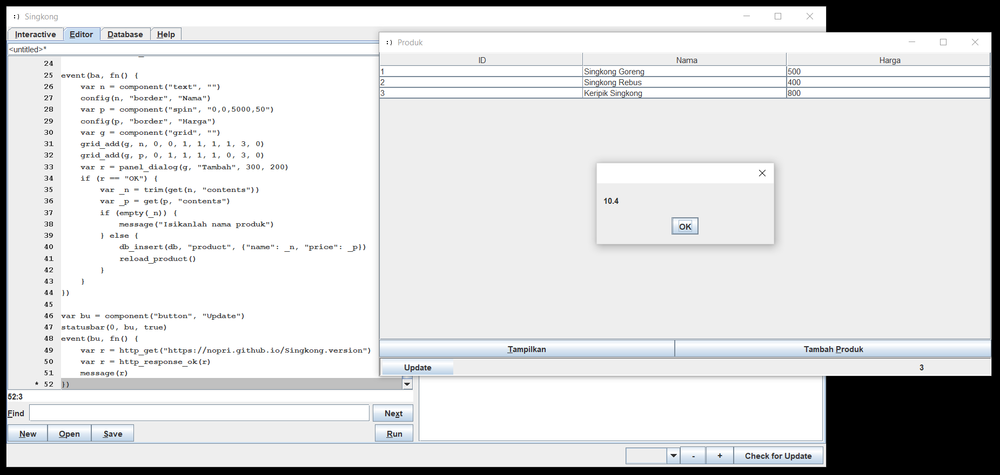 :) Singkong
Interactive Editor Database Help
<untitled>*
24
25 event(ba, fn() {
26     var n = component("text", "")
27     config(n, "border", "Nama")
28     var p = component("spin", "0,0,5000,50")
29     config(p, "border", "Harga")
30     var g = component("grid", "")
31     grid_add(g, n, 0, 0, 1, 1, 1, 1, 3, 0)
32     grid_add(g, p, 0, 1, 1, 1, 1, 0, 3, 0)
33     var r = panel_dialog(g, "Tambah", 300, 200)
34     if (r == "OK") {
35         var _n = trim(get(n, "contents"))
36         var _p = get(p, "contents")
37         if (empty(_n)) {
38             message("Isikanlah nama produk")
39         } else {
40             db_insert(db, "product", {"name": _n, "price": _p})
41             reload_product()
42         }
43     }
44 })
45
46 var bu = component("button", "Update")
47 statusbar(0, bu, true)
48 event(bu, fn() {
49     var r = http_get("https://nopri.github.io/Singkong.version")
50     var r = http_response_ok(r)
51     message(r)
* 52 })
52:3
Find Next
New Open Save Run
- + Check for Update
:) Produk
ID Nama Harga
1 Singkong Goreng 500
2 Singkong Rebus 400
3 Keripik Singkong 800
10.4
OK
Tampilkan Tambah Produk
Update 3